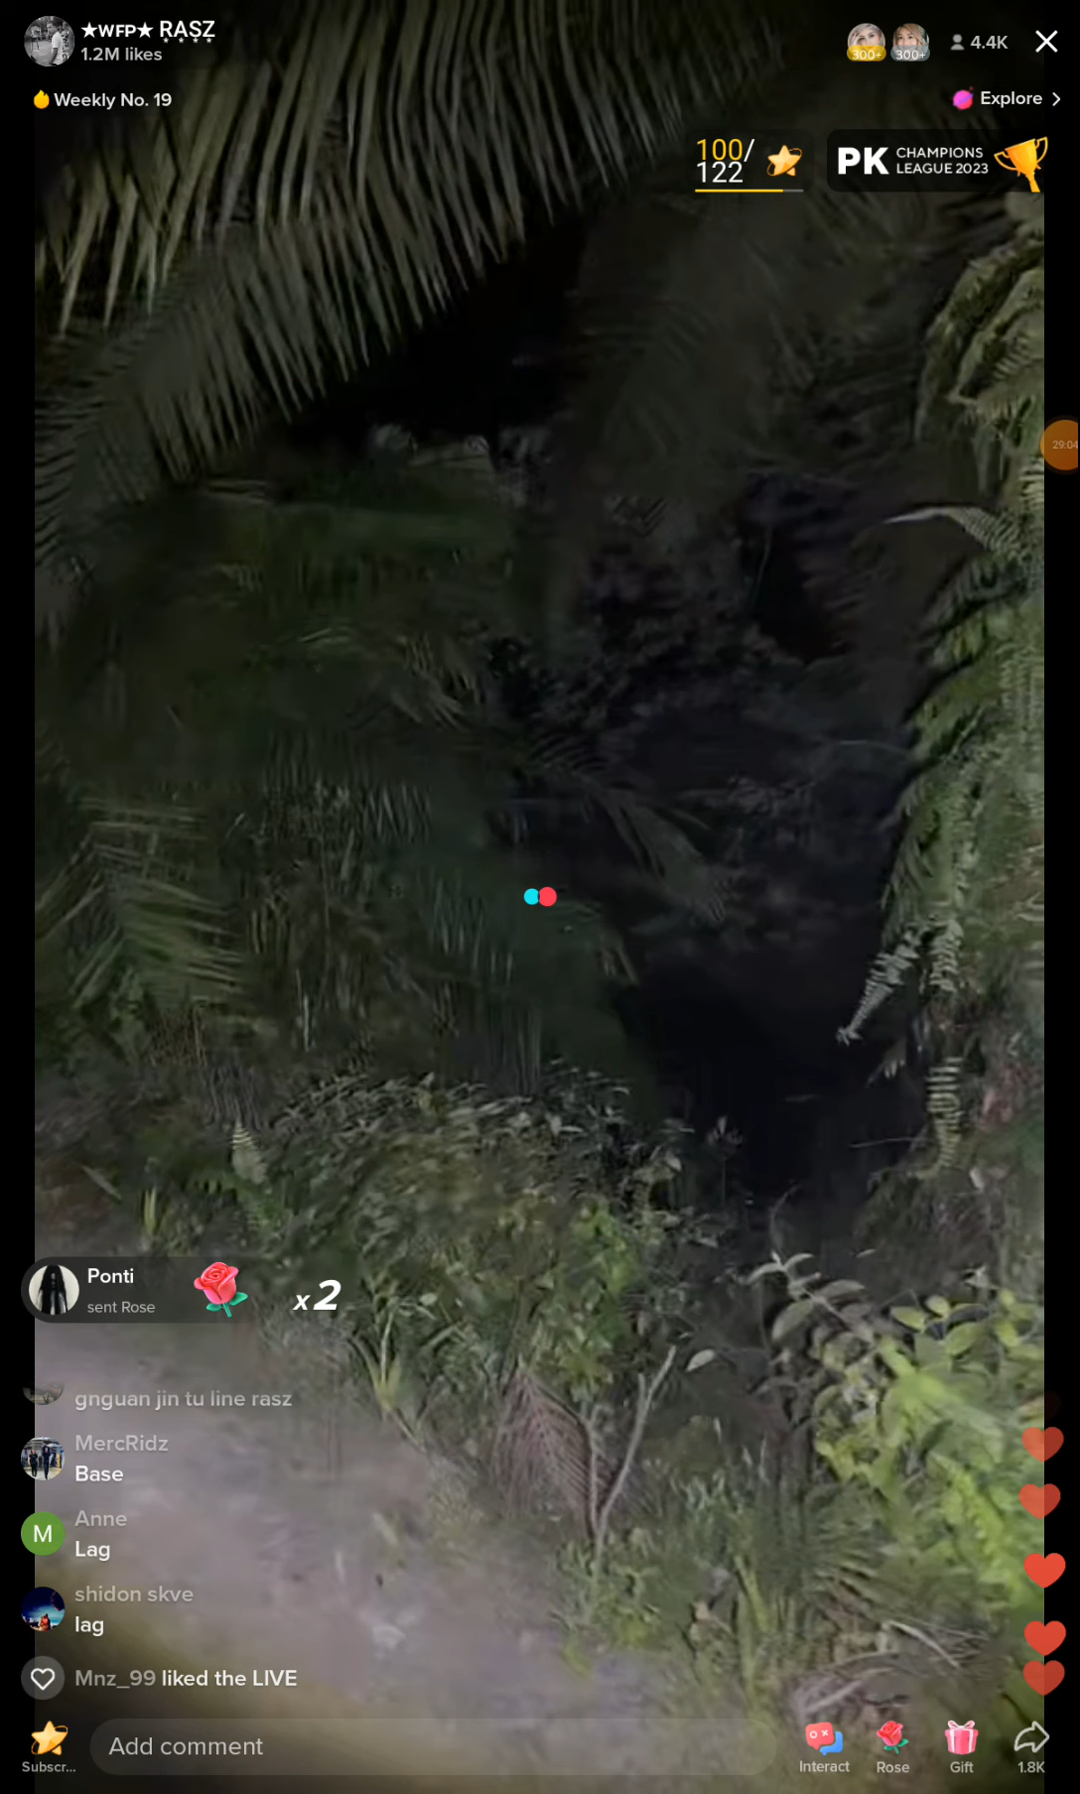 ★WFP★ RASZ
1.2M likes
300+
300+
4.4K
Weekly No. 19
Explore
100/
122
PK CHAMPIONS
LEAGUE 2023
29:04
Ponti
sent Rose
x2
gnguan jin tu line rasz
MercRidz
Base
M
Anne
Lag
shidon skve
lag
Mnz_99 liked the LIVE
Subscr...
Add comment
Interact
Rose
Gift
1.8K